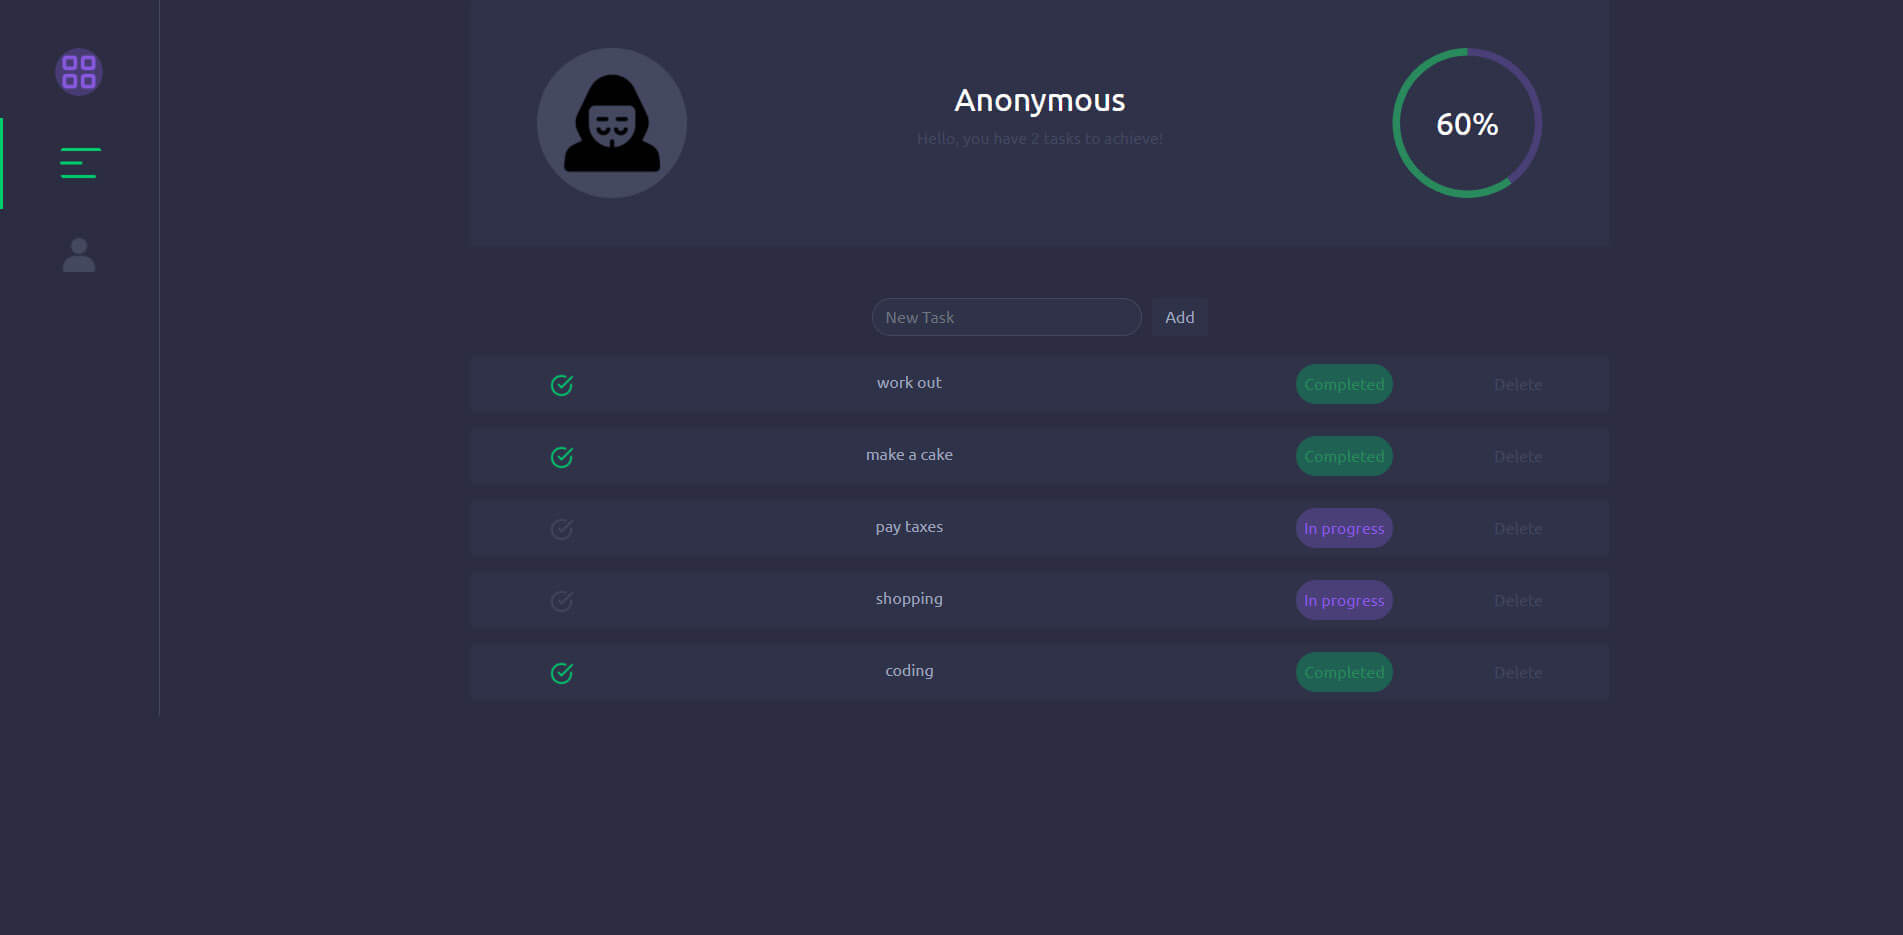 Anonymous
Hello, you have 2 tasks to achieve!
60%
New Task
Add
work out
Completed
Delete
make a cake
Completed
Delete
pay taxes
In progress
Delete
shopping
In progress
Delete
coding
Completed
Delete